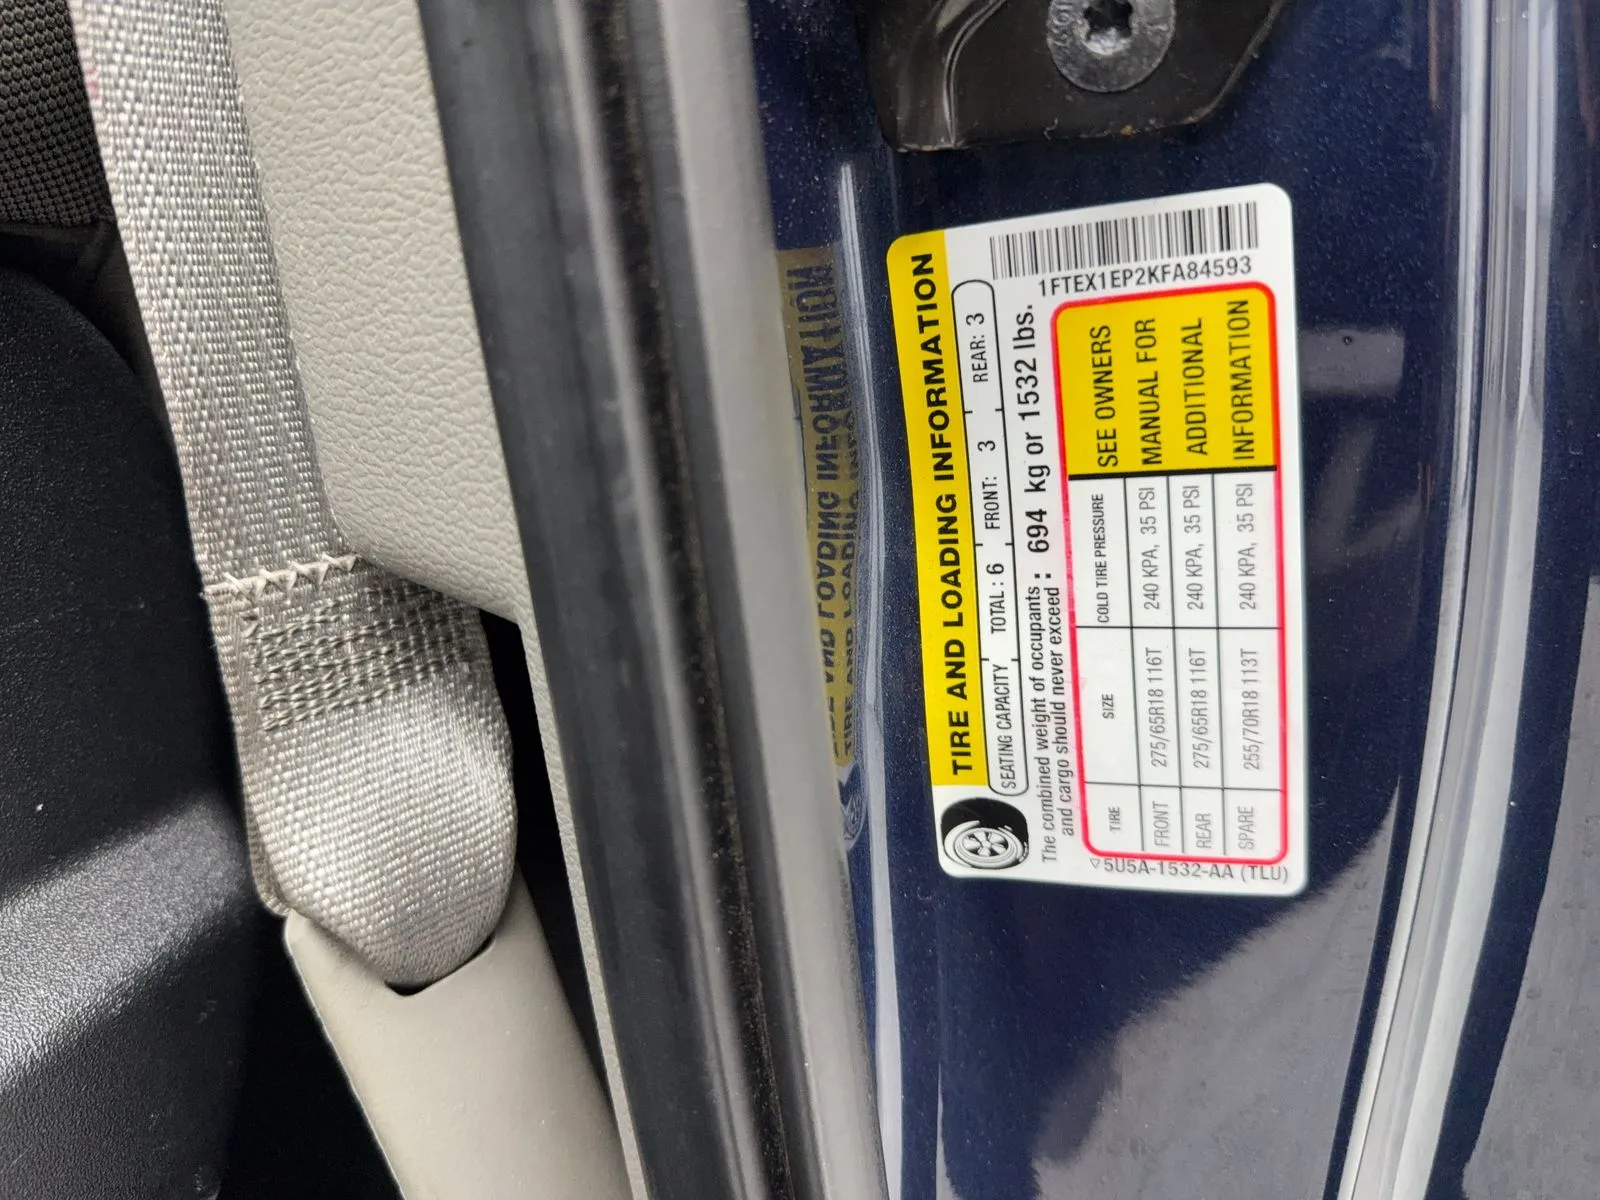 TIRE AND LOADING INFORMATION
SEATING CAPACITY TOTAL : 6 FRONT: 3 REAR: 3
The combined weight of occupants
and cargo should never exceed : 694 kg or 1532 lbs.
1FTEX1EP2KFA84593
TIRE SIZE COLD TIRE PRESSURE
FRONT 275/65R18 116T 240 KPA, 35 PSI
REAR 275/65R18 116T 240 KPA, 35 PSI
SPARE 255/70R18 113T 240 KPA, 35 PSI
SEE OWNERS
MANUAL FOR
ADDITIONAL
INFORMATION
5U5A-1532-AA (TLU)